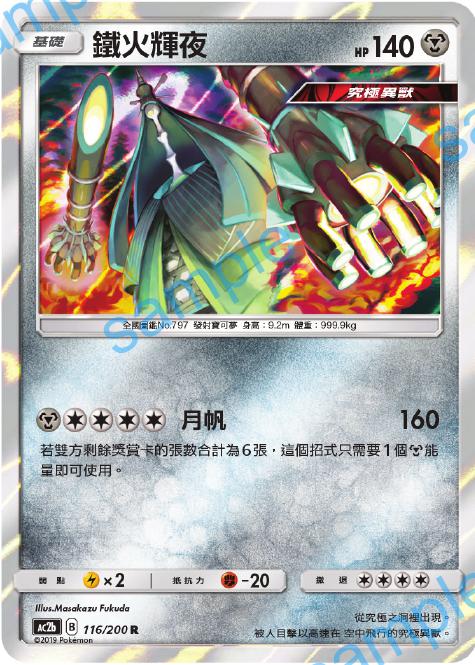 基礎 鐵火輝夜 HP 140
究極異獸
全國圖鑑No.797 發射寶可夢 身高：9.2m 體重：999.9kg
月帆 160
若雙方剩餘獎賞卡的張數合計為6張，這個招式只需要1個能
量即可使用。
弱點 ×2 抵抗力 -20 撤退
Illus.Masakazu Fukuda
AC2b B 116/200 R
©2019 Pokémon
從究極之洞裡出現。
被人目擊以高速在空中飛行的究極異獸。
sample
sample
sample
sample